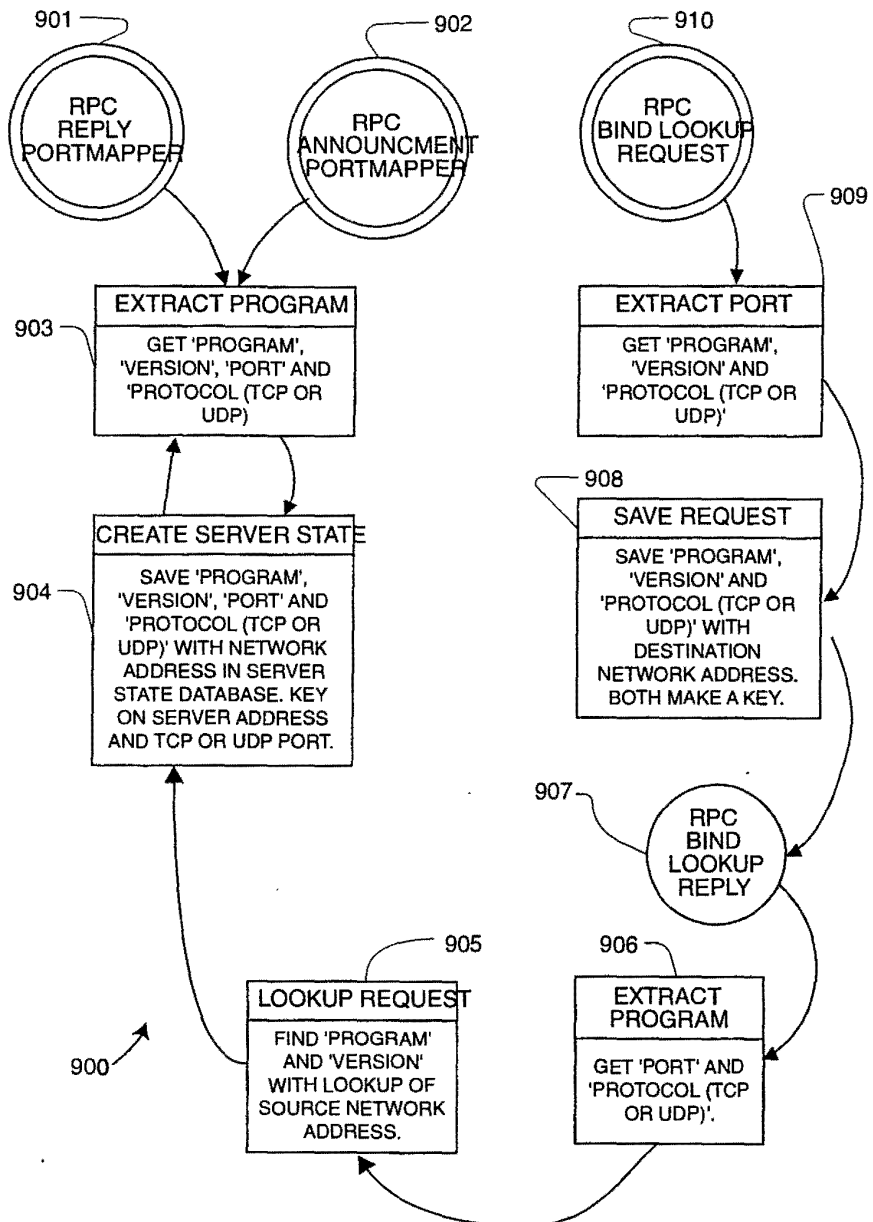 901
902
910
RPC
REPLY
PORTMAPPER
RPC
ANNOUNCMENT
PORTMAPPER
RPC
BIND LOOKUP
REQUEST
909
EXTRACT PROGRAM
903
GET 'PROGRAM',
'VERSION', 'PORT' AND
'PROTOCOL (TCP OR
UDP)
EXTRACT PORT
GET 'PROGRAM',
'VERSION' AND
'PROTOCOL (TCP OR
UDP)'
908
CREATE SERVER STATE
904
SAVE 'PROGRAM',
'VERSION', 'PORT' AND
'PROTOCOL (TCP OR
UDP)' WITH NETWORK
ADDRESS IN SERVER
STATE DATABASE. KEY
ON SERVER ADDRESS
AND TCP OR UDP PORT.
SAVE REQUEST
SAVE 'PROGRAM',
'VERSION' AND
'PROTOCOL (TCP OR
UDP)' WITH
DESTINATION
NETWORK ADDRESS.
BOTH MAKE A KEY.
907
RPC
BIND
LOOKUP
REPLY
905
906
LOOKUP REQUEST
FIND 'PROGRAM'
AND 'VERSION'
WITH LOOKUP OF
SOURCE NETWORK
ADDRESS.
EXTRACT
PROGRAM
GET 'PORT' AND
'PROTOCOL (TCP
OR UDP)'.
900